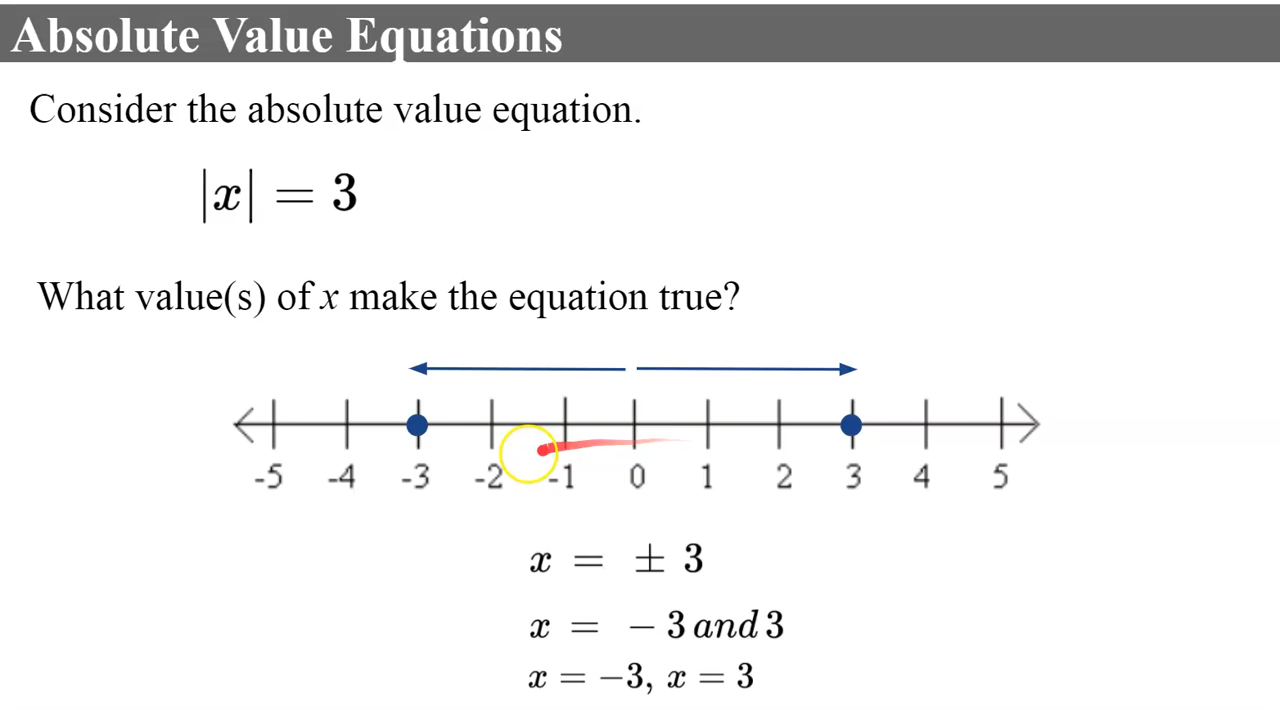 Absolute Value Equations
Consider the absolute value equation.
|x| = 3
What value(s) of x make the equation true?
-5 -4 -3 -2 -1 0 1 2 3 4 5
x = ± 3
x = − 3 and 3
x = −3, x = 3